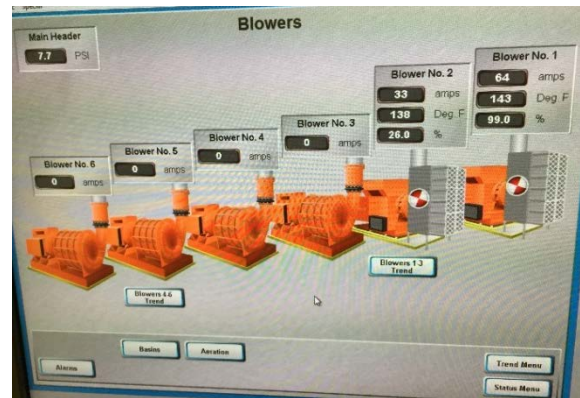 Special
Blowers
Main Header
7.7 PSI
Blower No. 1
64 amps
143 Deg. F
99.0 %
Blower No. 2
33 amps
138 Deg. F
26.0 %
Blower No. 3
0 amps
Blower No. 4
0 amps
Blower No. 5
0 amps
Blower No. 6
0 amps
Blowers 1-3
Trend
Blowers 4-6
Trend
Basins
Aeration
Alarms
Trend Menu
Status Menu